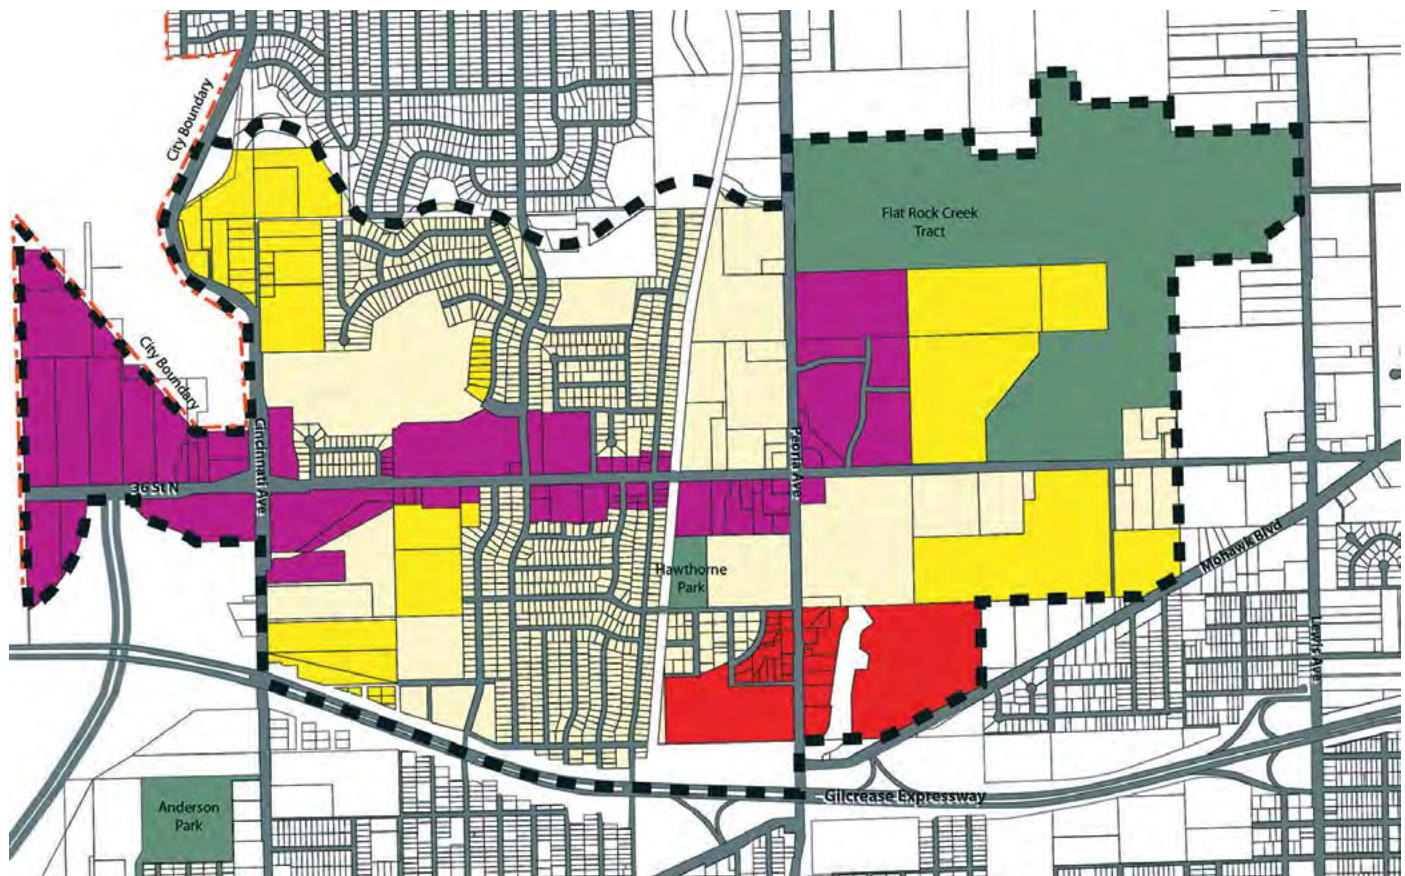 City Boundary
Flat Rock Creek
Tract
City Boundary
Cincinnati Ave
Peoria Ave
36 St N
Mohawk Blvd
Hawthorne
Park
Lewis Ave
Gilcrease Expressway
Anderson
Park